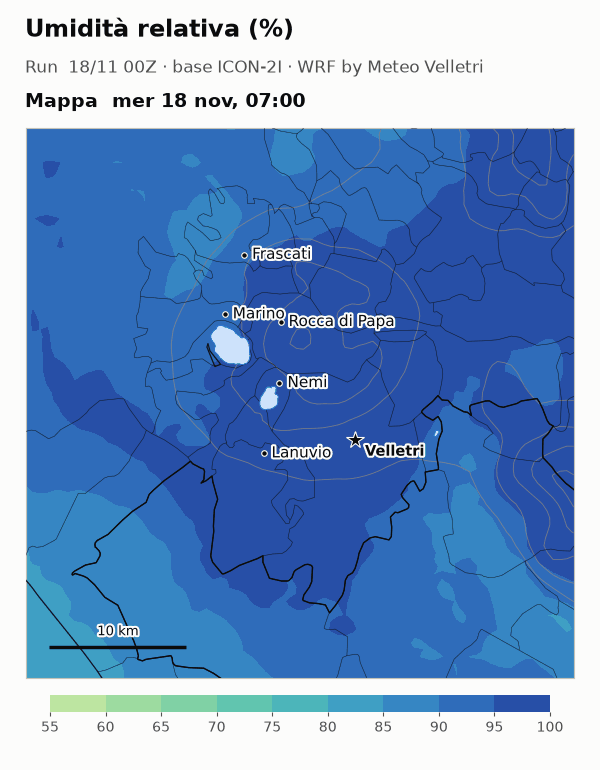 Umidità relativa (%)
Run  18/11 00Z · base ICON-2I · WRF by Meteo Velletri
Mappa  mer 18 nov, 07:00
Frascati
Marino
Rocca di Papa
Nemi
Velletri
Lanuvio
10 km
55 60 65 70 75 80 85 90 95 100